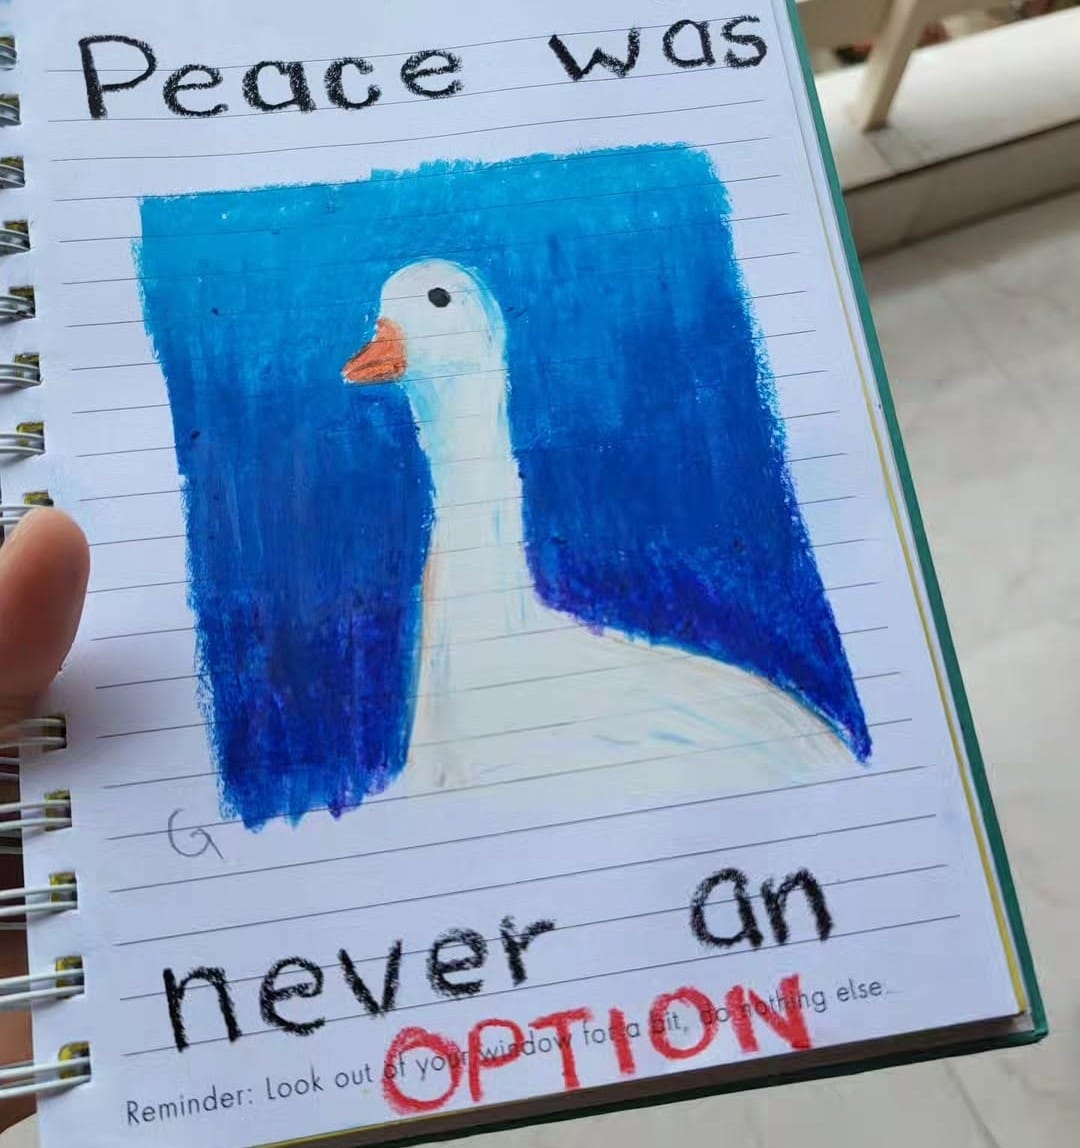 Peace was
G
never an
OPTION
Reminder: Look out of your window for a bit, do nothing else...